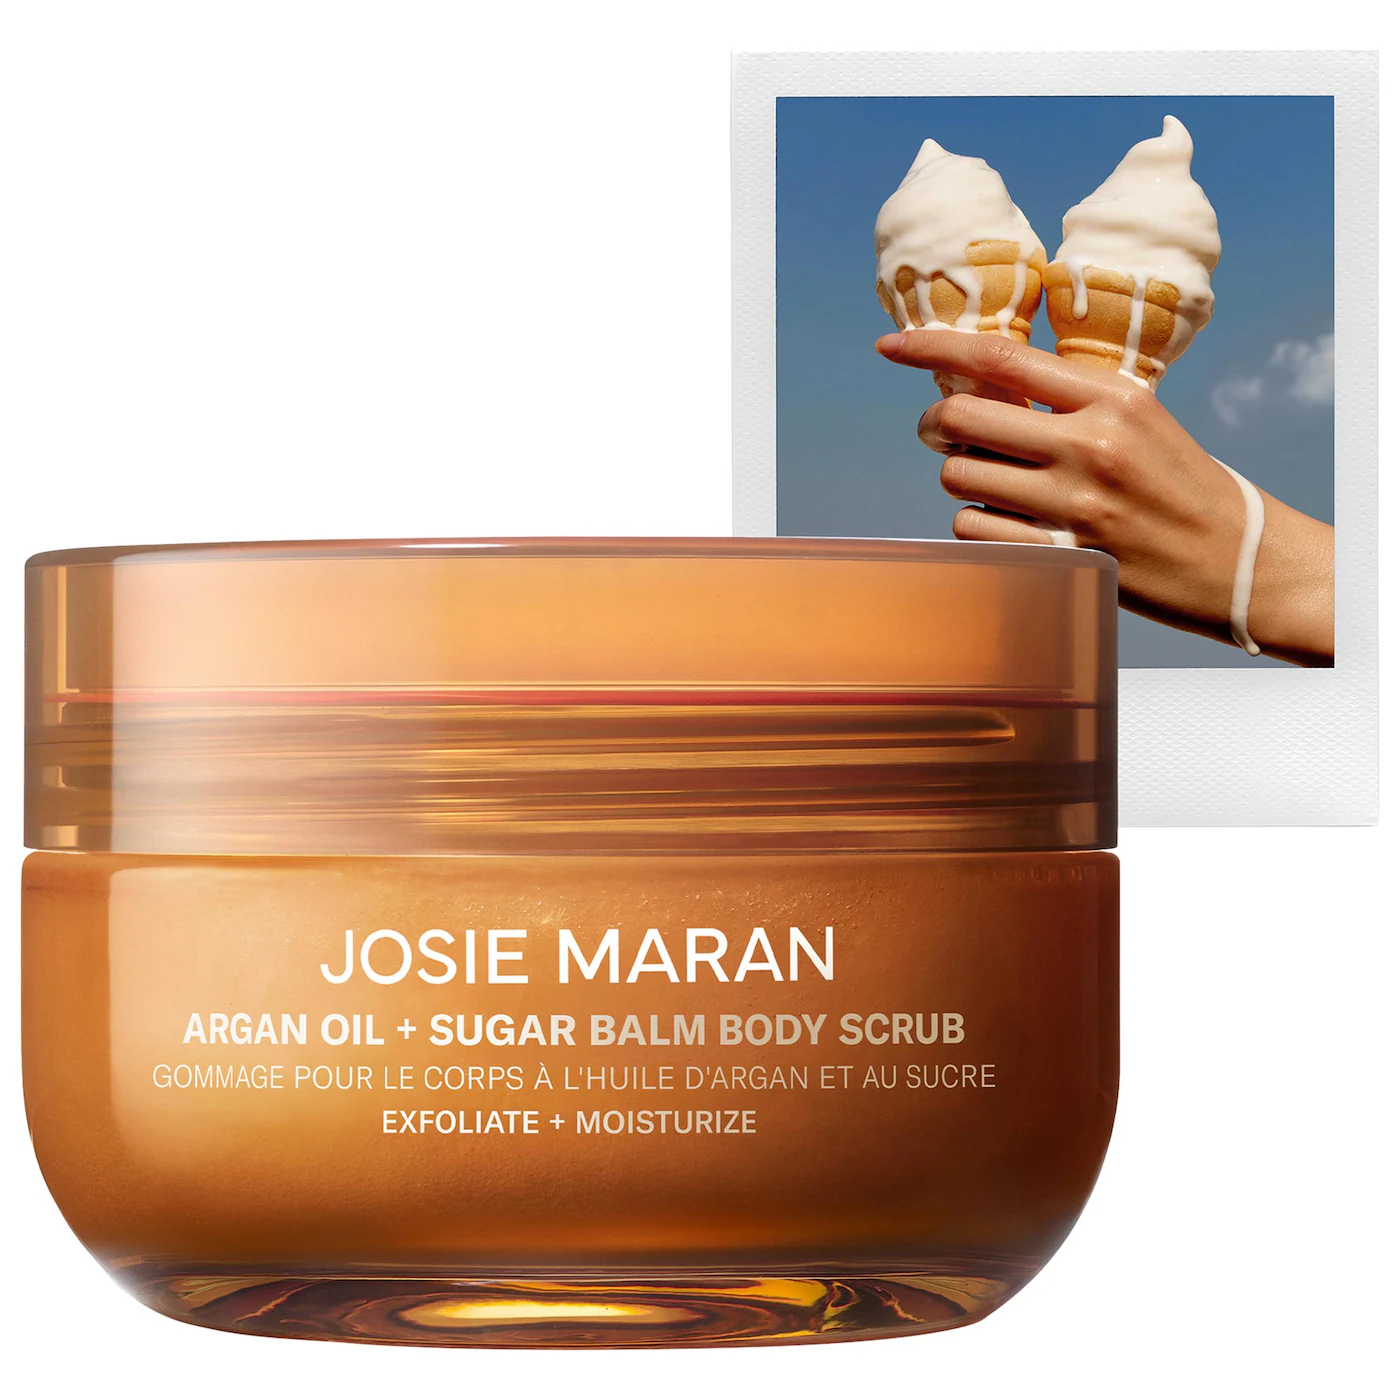 JOSIE MARAN
ARGAN OIL + SUGAR BALM BODY SCRUB
GOMMAGE POUR LE CORPS À L'HUILE D'ARGAN ET AU SUCRE
EXFOLIATE + MOISTURIZE